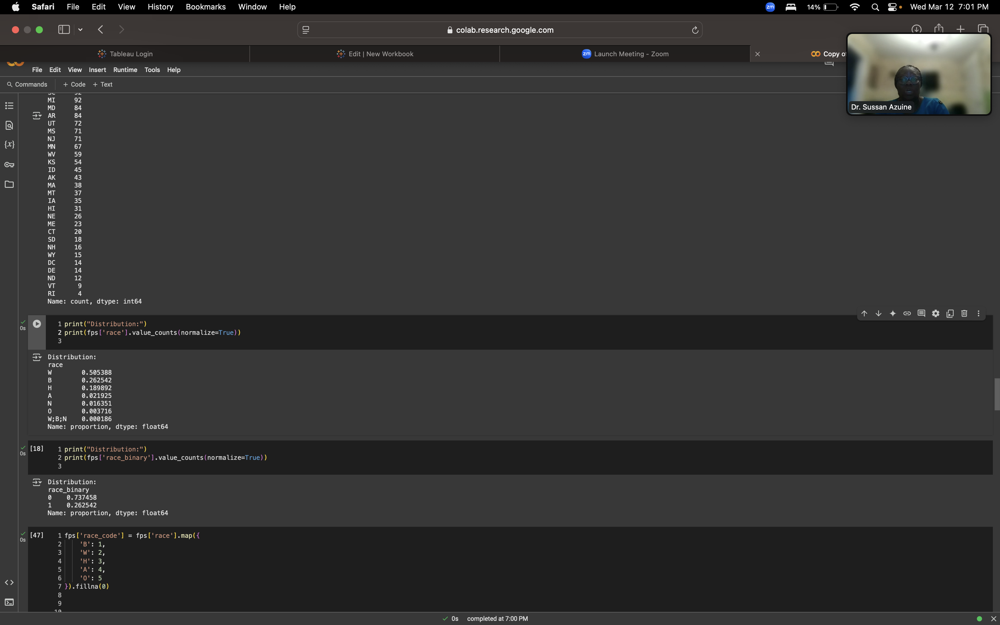 Safari File Edit View History Bookmarks Window Help
zm 14% Wed Mar 12 7:01 PM
colab.research.google.com
Tableau Login
Edit | New Workbook
zm Launch Meeting - Zoom
Copy of
File Edit View Insert Runtime Tools Help
Commands + Code + Text
Dr. Sussan Azuine
MI 92
MD 84
AR 84
UT 72
MS 71
NJ 71
MN 67
WV 59
KS 54
ID 45
AK 43
MA 38
MT 37
IA 35
HI 31
NE 26
ME 23
CT 20
SD 18
NH 16
WY 15
DC 14
DE 14
ND 12
VT 9
RI 4
Name: count, dtype: int64
0s
1 print("Distribution:")
2 print(fps['race'].value_counts(normalize=True))
3
Distribution:
race
W 0.505388
B 0.262542
H 0.189892
A 0.021925
N 0.016351
O 0.003716
W;B;N 0.000186
Name: proportion, dtype: float64
0s
[18]
1 print("Distribution:")
2 print(fps['race_binary'].value_counts(normalize=True))
3
Distribution:
race_binary
0 0.737458
1 0.262542
Name: proportion, dtype: float64
0s
[47]
1 fps['race_code'] = fps['race'].map({
2 'B': 1,
3 'W': 2,
4 'H': 3,
5 'A': 4,
6 'O': 5
7 }).fillna(0)
8
9
10
0s completed at 7:00 PM